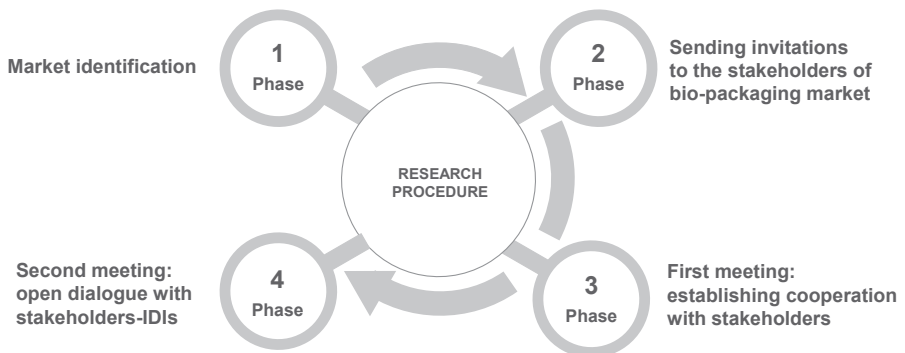 Market identification
1
Phase
2
Phase
Sending invitations
to the stakeholders of
bio-packaging market
RESEARCH
PROCEDURE
Second meeting:
open dialogue with
stakeholders-IDIs
4
Phase
3
Phase
First meeting:
establishing cooperation
with stakeholders